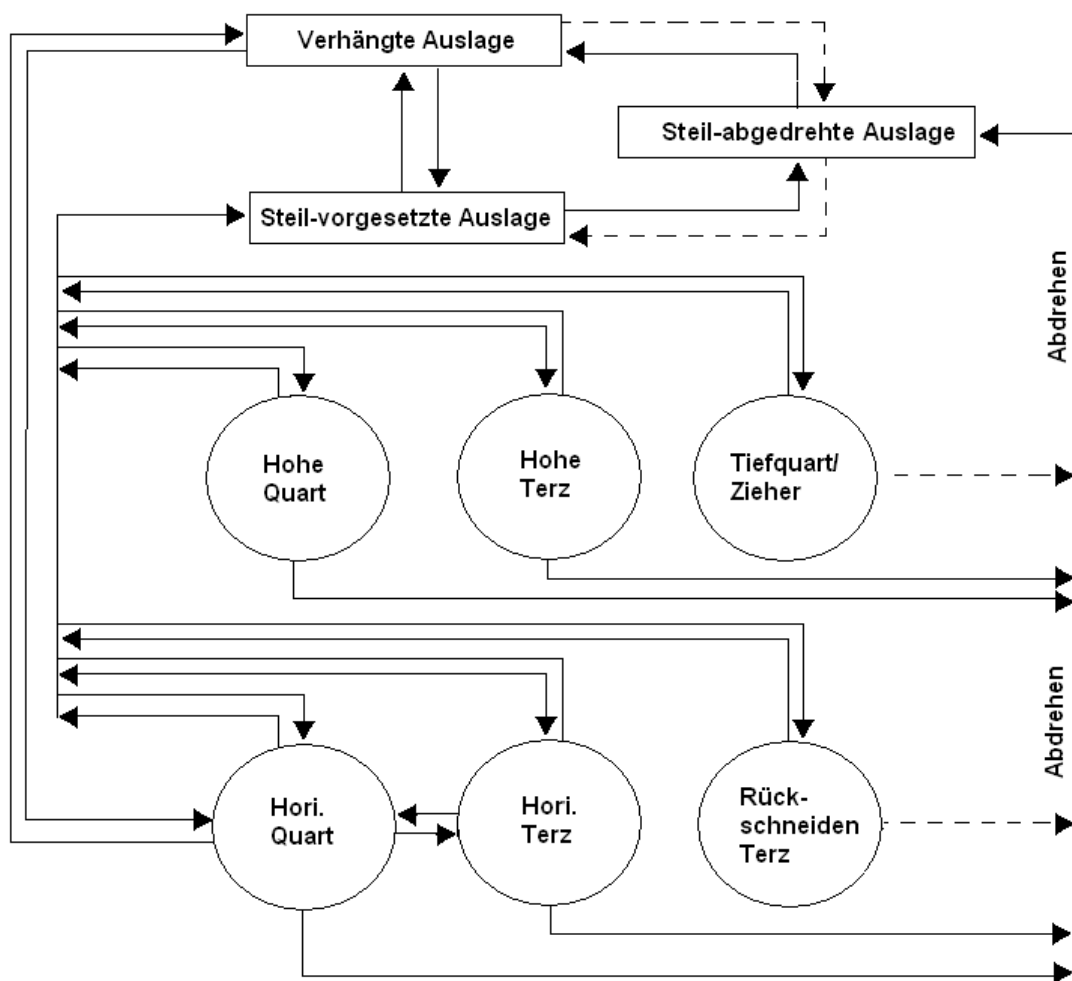 Verhängte Auslage
Steil-abgedrehte Auslage
Steil-vorgesetzte Auslage
Abdrehen
Hohe
Quart
Hohe
Terz
Tiefquart/
Zieher
Abdrehen
Hori.
Quart
Hori.
Terz
Rück-
schneiden
Terz